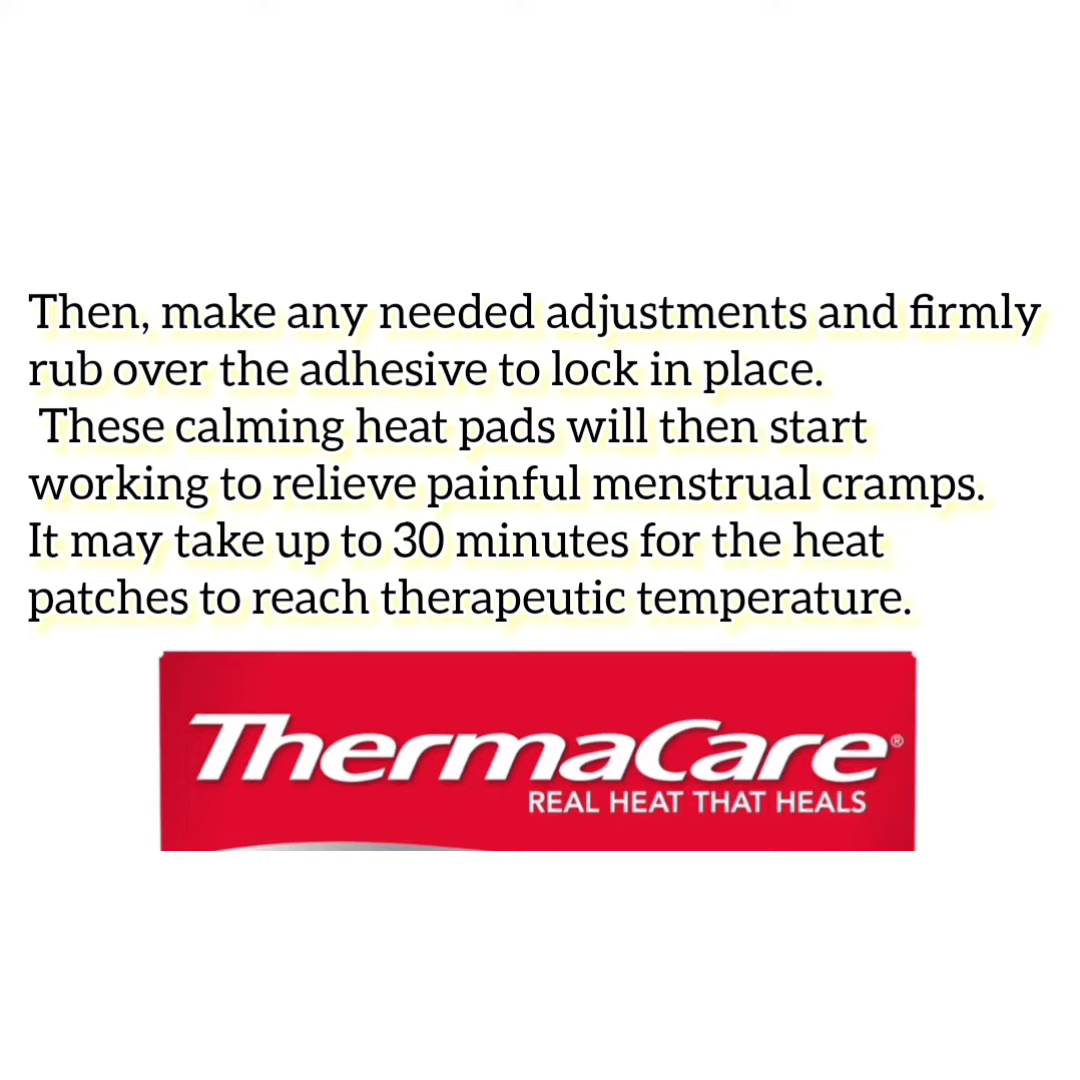 Then, make any needed adjustments and firmly
rub over the adhesive to lock in place.
These calming heat pads will then start
working to relieve painful menstrual cramps.
It may take up to 30 minutes for the heat
patches to reach therapeutic temperature.
ThermaCare®
REAL HEAT THAT HEALS